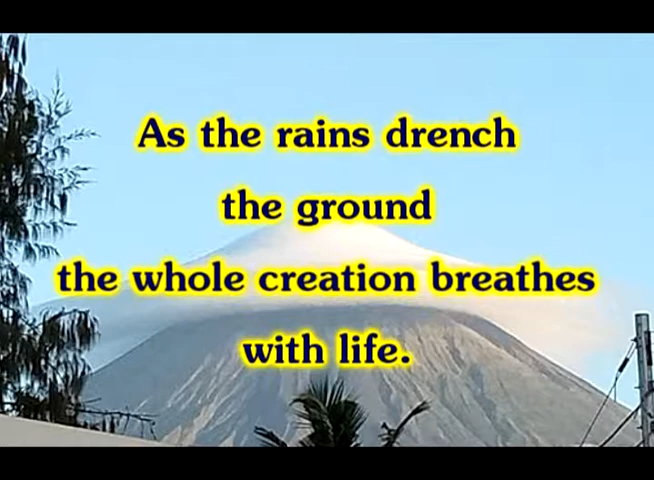 As the rains drench
the ground
the whole creation breathes
with life.